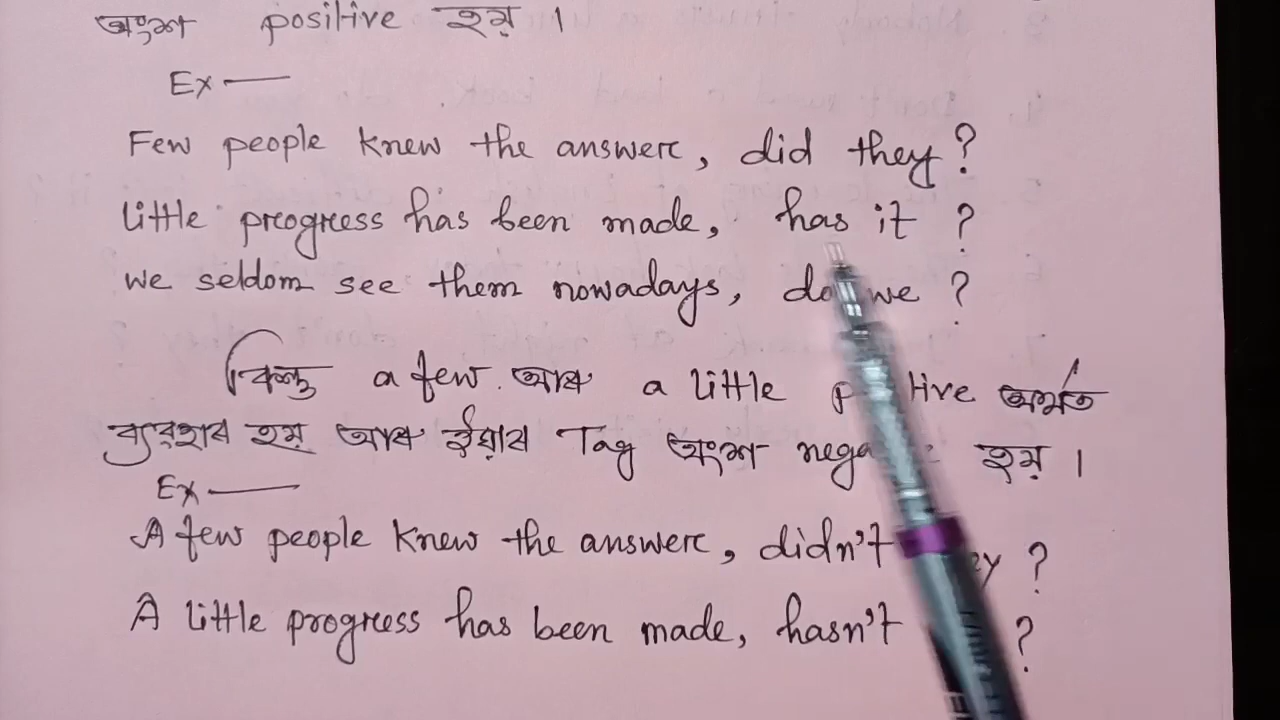 অংশ positive হয়।
Ex —
Few people knew the answer, did they?
little progress has been made, has it ?
we seldom see them nowadays, do we ?
কিন্তু a few আৰু a little অৰ্থত
ব্যৱহাৰ হয় আৰু ইয়াৰ Tag অংশ হয়।
Ex —
A few people knew the answer, didn't ?
A little progress has been made, hasn't ?